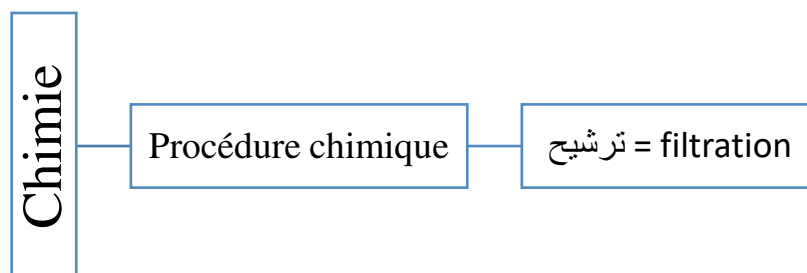 Chimie
Procédure chimique
ترشيح = filtration